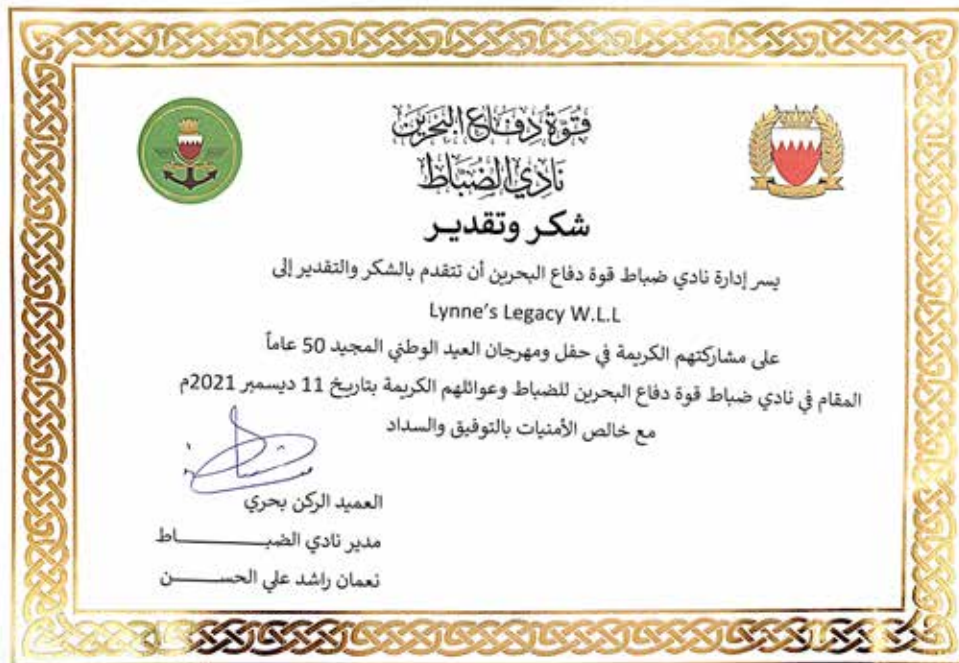 قوة دفاع البحرين
نادي الضباط
شكر وتقدير
يسر إدارة نادي ضباط قوة دفاع البحرين أن تتقدم بالشكر والتقدير إلى
Lynne's Legacy W.L.L
على مشاركتهم الكريمة في حفل ومهرجان العيد الوطني المجيد 50 عاماً
المقام في نادي ضباط قوة دفاع البحرين للضباط وعوائلهم الكريمة بتاريخ 11 ديسمبر 2021م
مع خالص الأمنيات بالتوفيق والسداد
العميد الركن بحري
مدير نادي الضبـــــــــــاط
نعمان راشد علي الحســـــــن